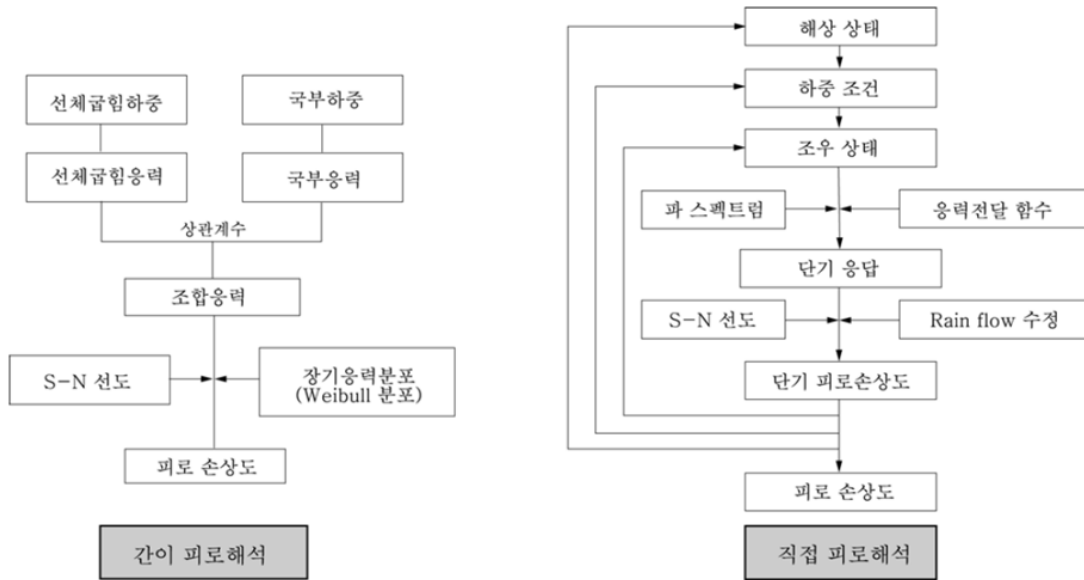 선체굽힘하중
국부하중
선체굽힘응력
국부응력
상관계수
조합응력
S-N 선도
장기응력분포
(Weibull 분포)
피로 손상도
간이 피로해석
해상 상태
하중 조건
조우 상태
파 스펙트럼
응력전달 함수
단기 응답
S-N 선도
Rain flow 수정
단기 피로손상도
피로 손상도
직접 피로해석